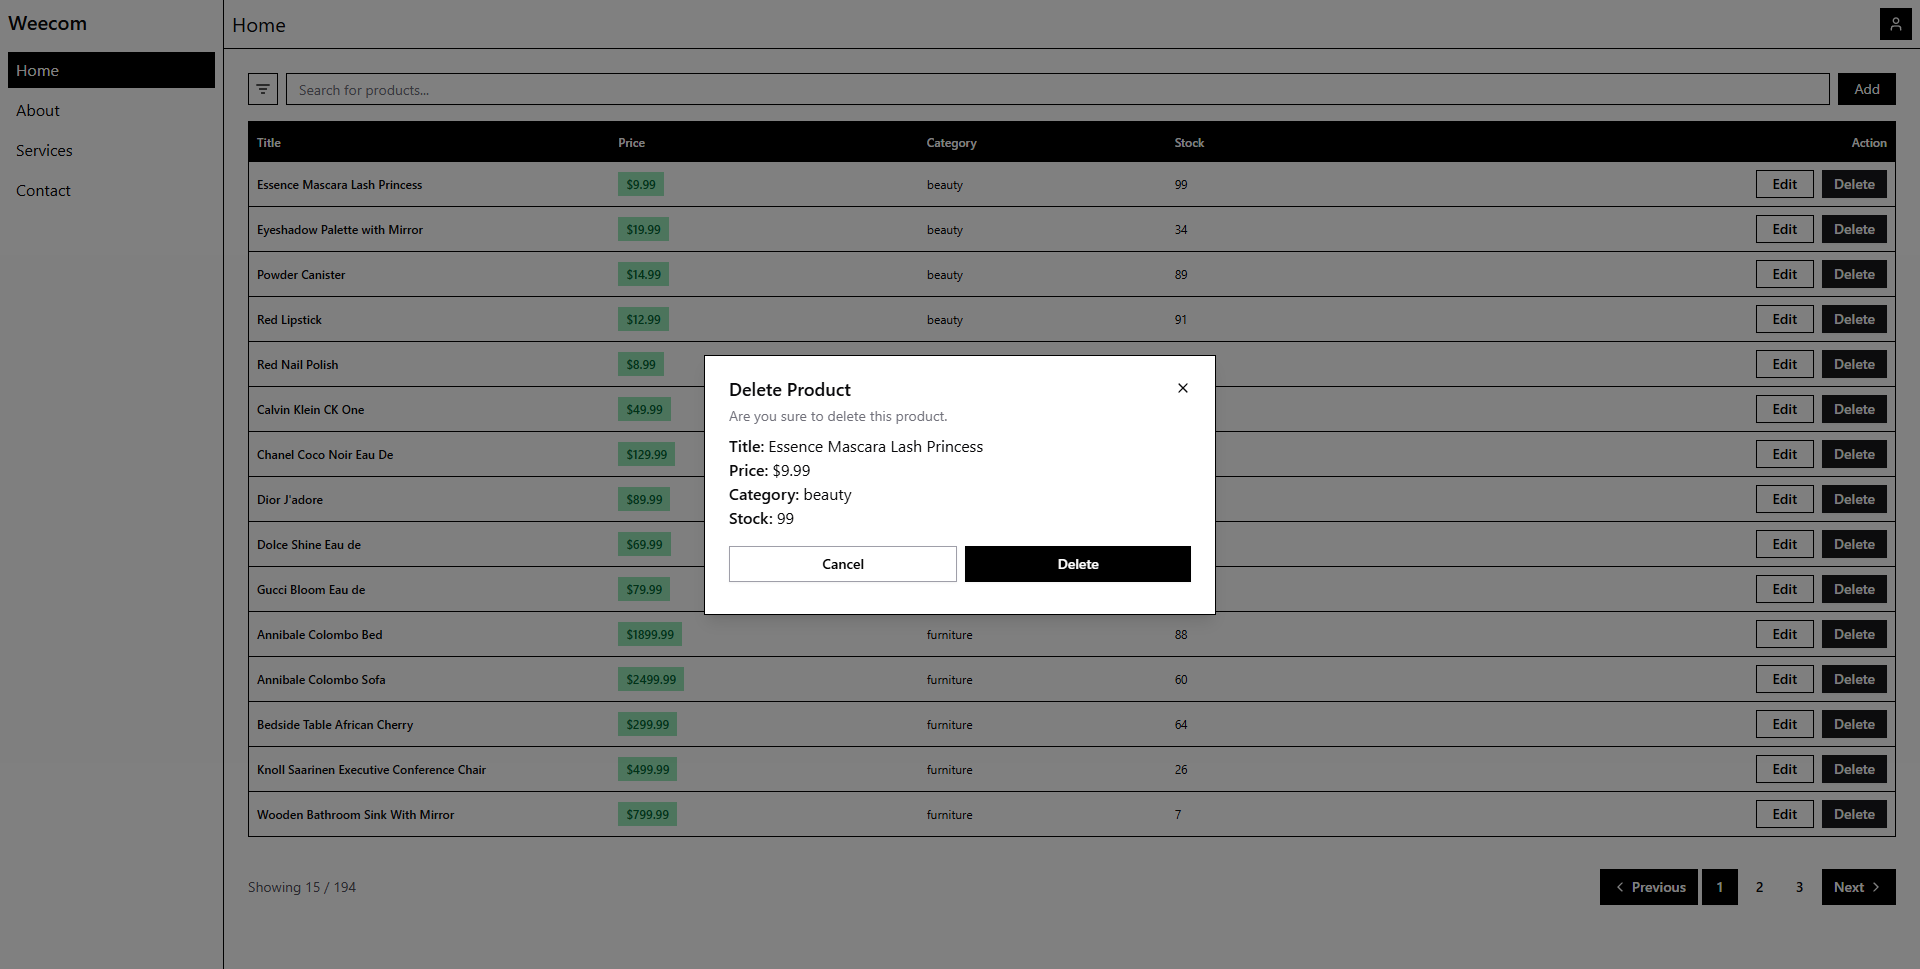 Weecom
Home
About
Services
Contact
Home
Search for products...
Add
Title Price Category Stock Action
Essence Mascara Lash Princess $9.99 beauty 99 Edit Delete
Eyeshadow Palette with Mirror $19.99 beauty 34 Edit Delete
Powder Canister $14.99 beauty 89 Edit Delete
Red Lipstick $12.99 beauty 91 Edit Delete
Red Nail Polish $8.99 Edit Delete
Calvin Klein CK One $49.99 Edit Delete
Chanel Coco Noir Eau De $129.99 Edit Delete
Dior J'adore $89.99 Edit Delete
Dolce Shine Eau de $69.99 Edit Delete
Gucci Bloom Eau de $79.99 Edit Delete
Annibale Colombo Bed $1899.99 furniture 88 Edit Delete
Annibale Colombo Sofa $2499.99 furniture 60 Edit Delete
Bedside Table African Cherry $299.99 furniture 64 Edit Delete
Knoll Saarinen Executive Conference Chair $499.99 furniture 26 Edit Delete
Wooden Bathroom Sink With Mirror $799.99 furniture 7 Edit Delete
Delete Product
Are you sure to delete this product.
Title: Essence Mascara Lash Princess
Price: $9.99
Category: beauty
Stock: 99
Cancel Delete
Showing 15 / 194
Previous 1 2 3 Next